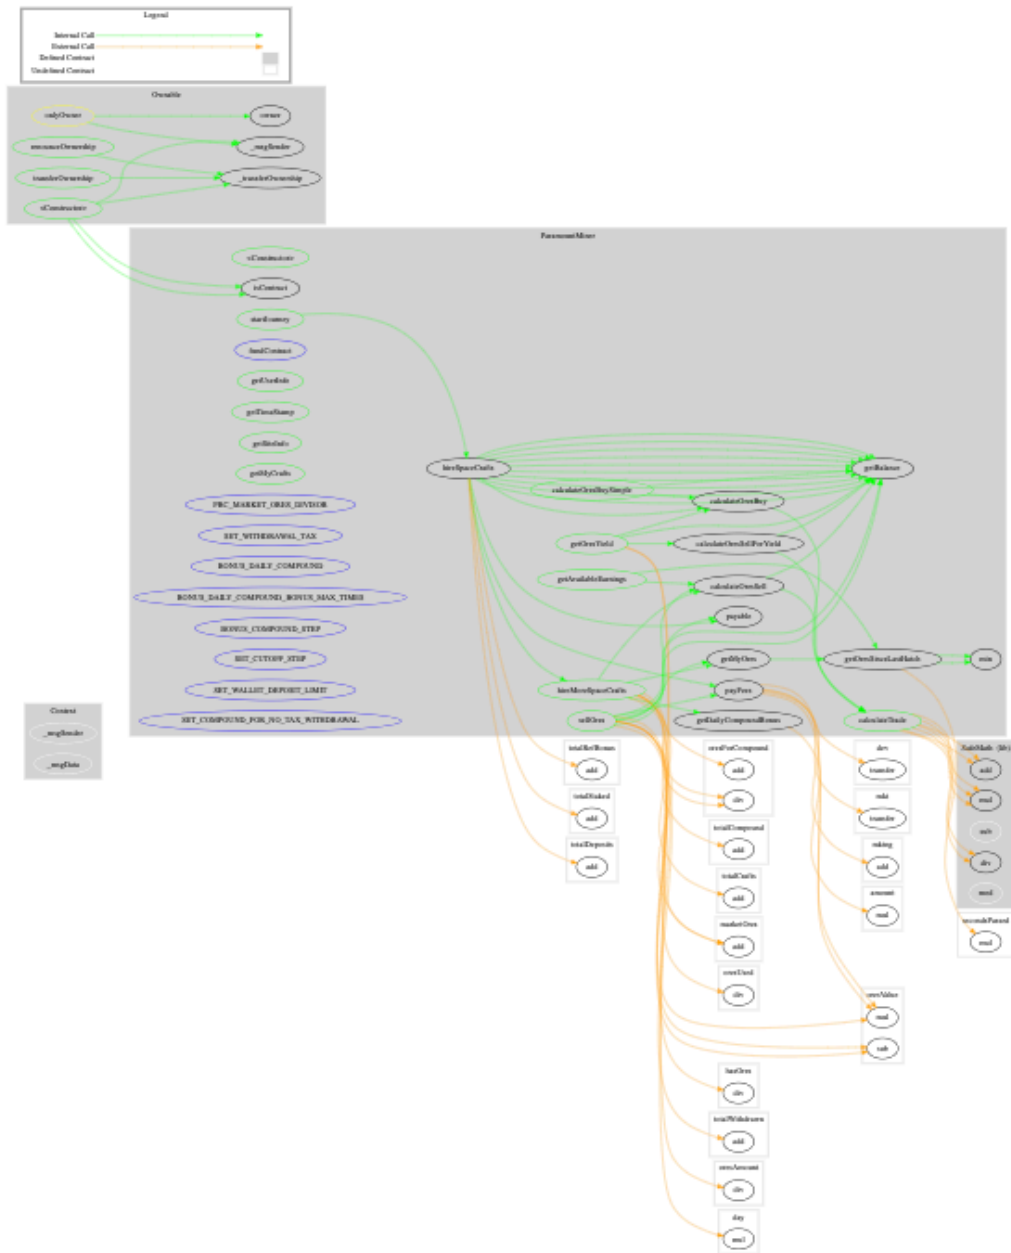 Legend
Internal Call
External Call
Defined Contract
Undefined Contract
Ownable
onlyOwner
owner
renounceOwnership
_msgSender
transferOwnership
_transferOwnership
<Constructor>
ParamountMiner
<Constructor>
isContract
startJourney
fundContract
getUserInfo
getTimeStamp
getSiteInfo
getMyCrafts
hireSpaceCrafts
getBalance
calculateOresBuySimple
calculateOresBuy
PRC_MARKET_ORES_DIVISOR
SET_WITHDRAWAL_TAX
getOresYield
calculateOresSellForYield
BONUS_DAILY_COMPOUND
getAvailableEarnings
calculateOresSell
BONUS_DAILY_COMPOUND_BONUS_MAX_TIMES
payable
BONUS_COMPOUND_STEP
SET_CUTOFF_STEP
getMyOres
getOresSinceLastHatch
min
SET_WALLET_DEPOSIT_LIMIT
hireMoreSpaceCrafts
payFees
SET_COMPOUND_FOR_NO_TAX_WITHDRAWAL
sellOres
getDailyCompoundBonus
calculateTrade
Context
_msgSender
_msgData
totalRefBonus
add
totalStaked
add
totalDeposits
add
oresForCompound
add
div
totalCompound
add
totalCrafts
add
marketOres
add
oresUsed
div
hasOres
div
totalWithdrawn
add
oresAmount
div
day
mul
dev
transfer
mkt
transfer
mking
add
amount
mul
oresValue
mul
sub
SafeMath (lib)
add
mul
sub
div
mod
secondsPassed
mul